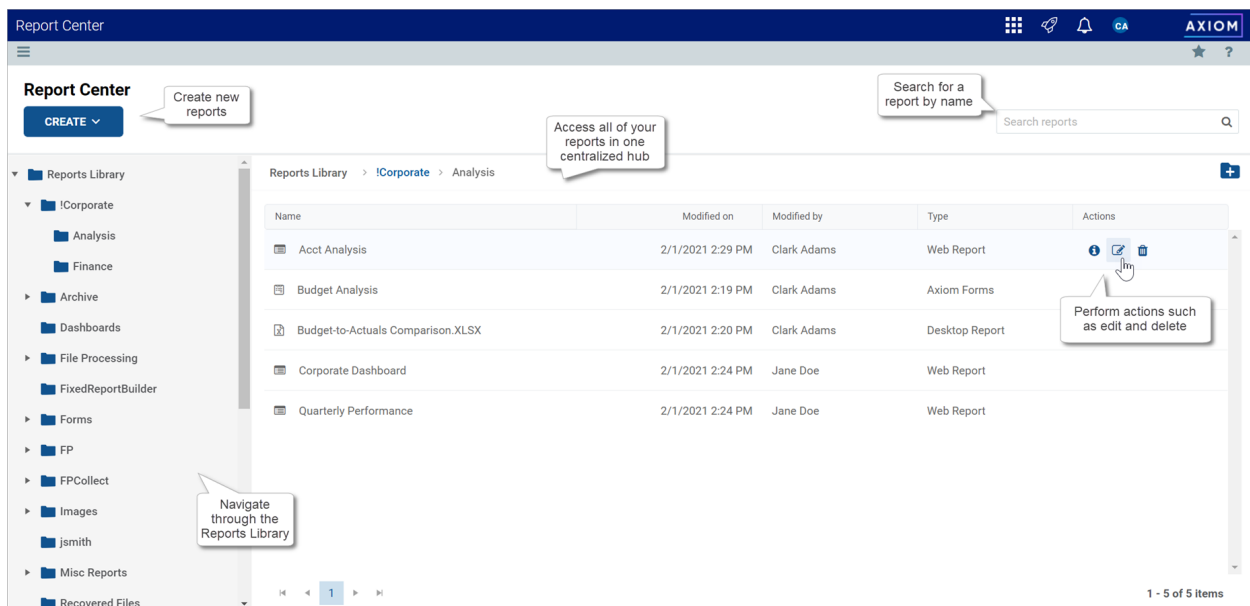 Report Center
CA
AXIOM
?
Report Center
CREATE
Create new
reports
Search for a
report by name
Search reports
Access all of your
reports in one
centralized hub
Reports Library
!Corporate
Analysis
Finance
Archive
Dashboards
File Processing
FixedReportBuilder
Forms
FP
FPCollect
Images
jsmith
Misc Reports
Recovered Files
Navigate
through the
Reports Library
Reports Library > !Corporate > Analysis
Name Modified on Modified by Type Actions
Acct Analysis 2/1/2021 2:29 PM Clark Adams Web Report
Budget Analysis 2/1/2021 2:19 PM Clark Adams Axiom Forms
Budget-to-Actuals Comparison.XLSX 2/1/2021 2:20 PM Clark Adams Desktop Report
Corporate Dashboard 2/1/2021 2:24 PM Jane Doe Web Report
Quarterly Performance 2/1/2021 2:24 PM Jane Doe Web Report
Perform actions such
as edit and delete
1
1 - 5 of 5 items